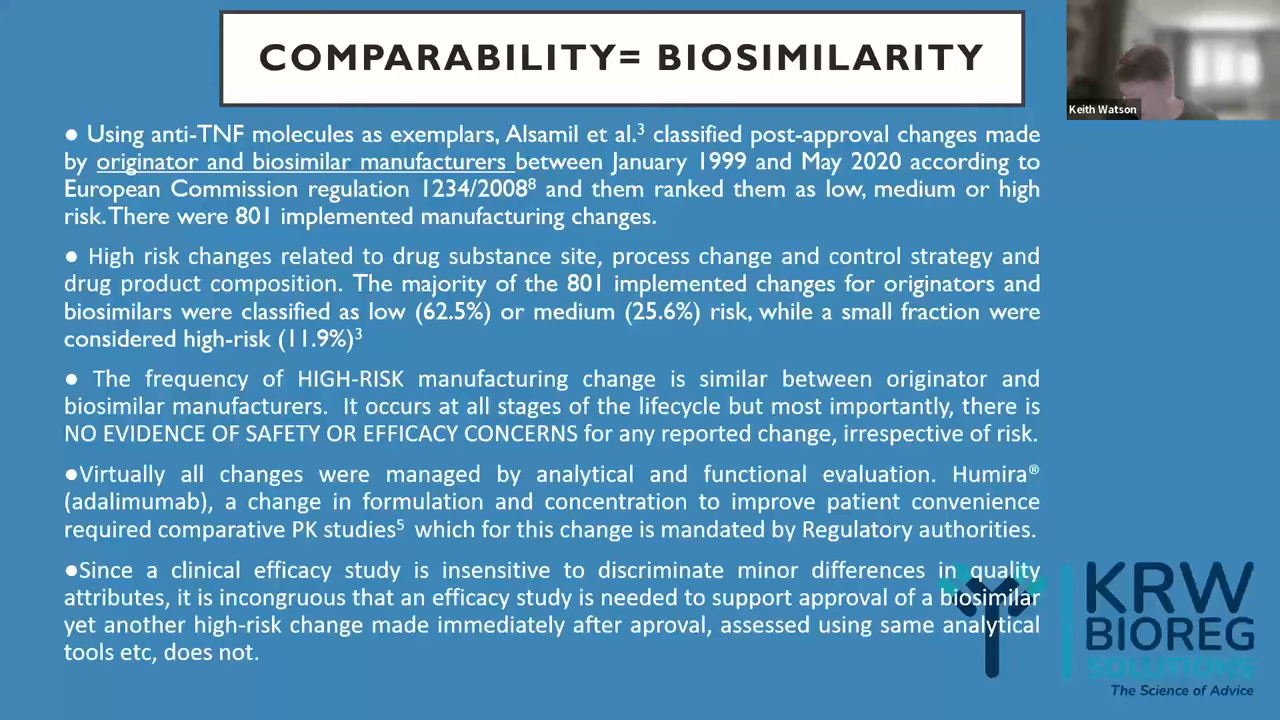 COMPARABILITY= BIOSIMILARITY
Keith Watson
● Using anti-TNF molecules as exemplars, Alsamil et al.³ classified post-approval changes made
by originator and biosimilar manufacturers between January 1999 and May 2020 according to
European Commission regulation 1234/2008⁸ and them ranked them as low, medium or high
risk. There were 801 implemented manufacturing changes.
● High risk changes related to drug substance site, process change and control strategy and
drug product composition. The majority of the 801 implemented changes for originators and
biosimilars were classified as low (62.5%) or medium (25.6%) risk, while a small fraction were
considered high-risk (11.9%)³
● The frequency of HIGH-RISK manufacturing change is similar between originator and
biosimilar manufacturers. It occurs at all stages of the lifecycle but most importantly, there is
NO EVIDENCE OF SAFETY OR EFFICACY CONCERNS for any reported change, irrespective of risk.
●Virtually all changes were managed by analytical and functional evaluation. Humira®
(adalimumab), a change in formulation and concentration to improve patient convenience
required comparative PK studies⁵ which for this change is mandated by Regulatory authorities.
●Since a clinical efficacy study is insensitive to discriminate minor differences in quality
attributes, it is incongruous that an efficacy study is needed to support approval of a biosimilar
yet another high-risk change made immediately after aproval, assessed using same analytical
tools etc, does not.
KRW
BIOREG
SOLUTIONS
The Science of Advice